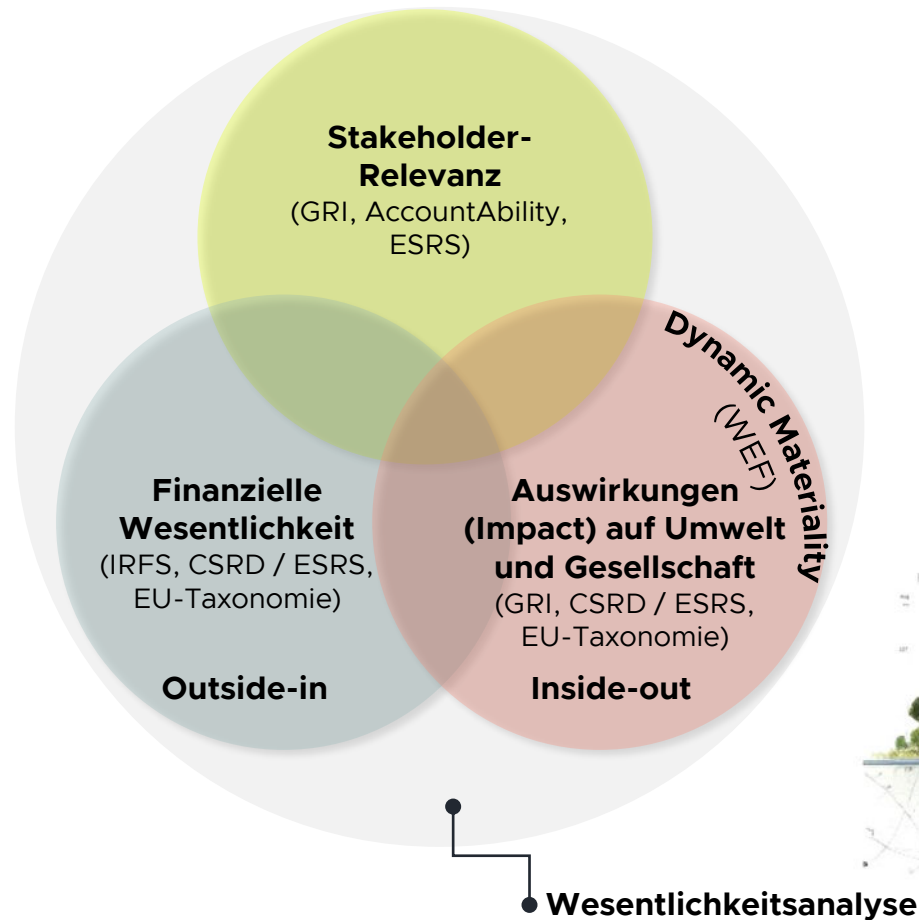 Stakeholder-
Relevanz
(GRI, AccountAbility,
ESRS)
Dynamic Materiality
(WEF)
Finanzielle
Wesentlichkeit
(IRFS, CSRD / ESRS,
EU-Taxonomie)
Outside-in
Auswirkungen
(Impact) auf Umwelt
und Gesellschaft
(GRI, CSRD / ESRS,
EU-Taxonomie)
Inside-out
Wesentlichkeitsanalyse